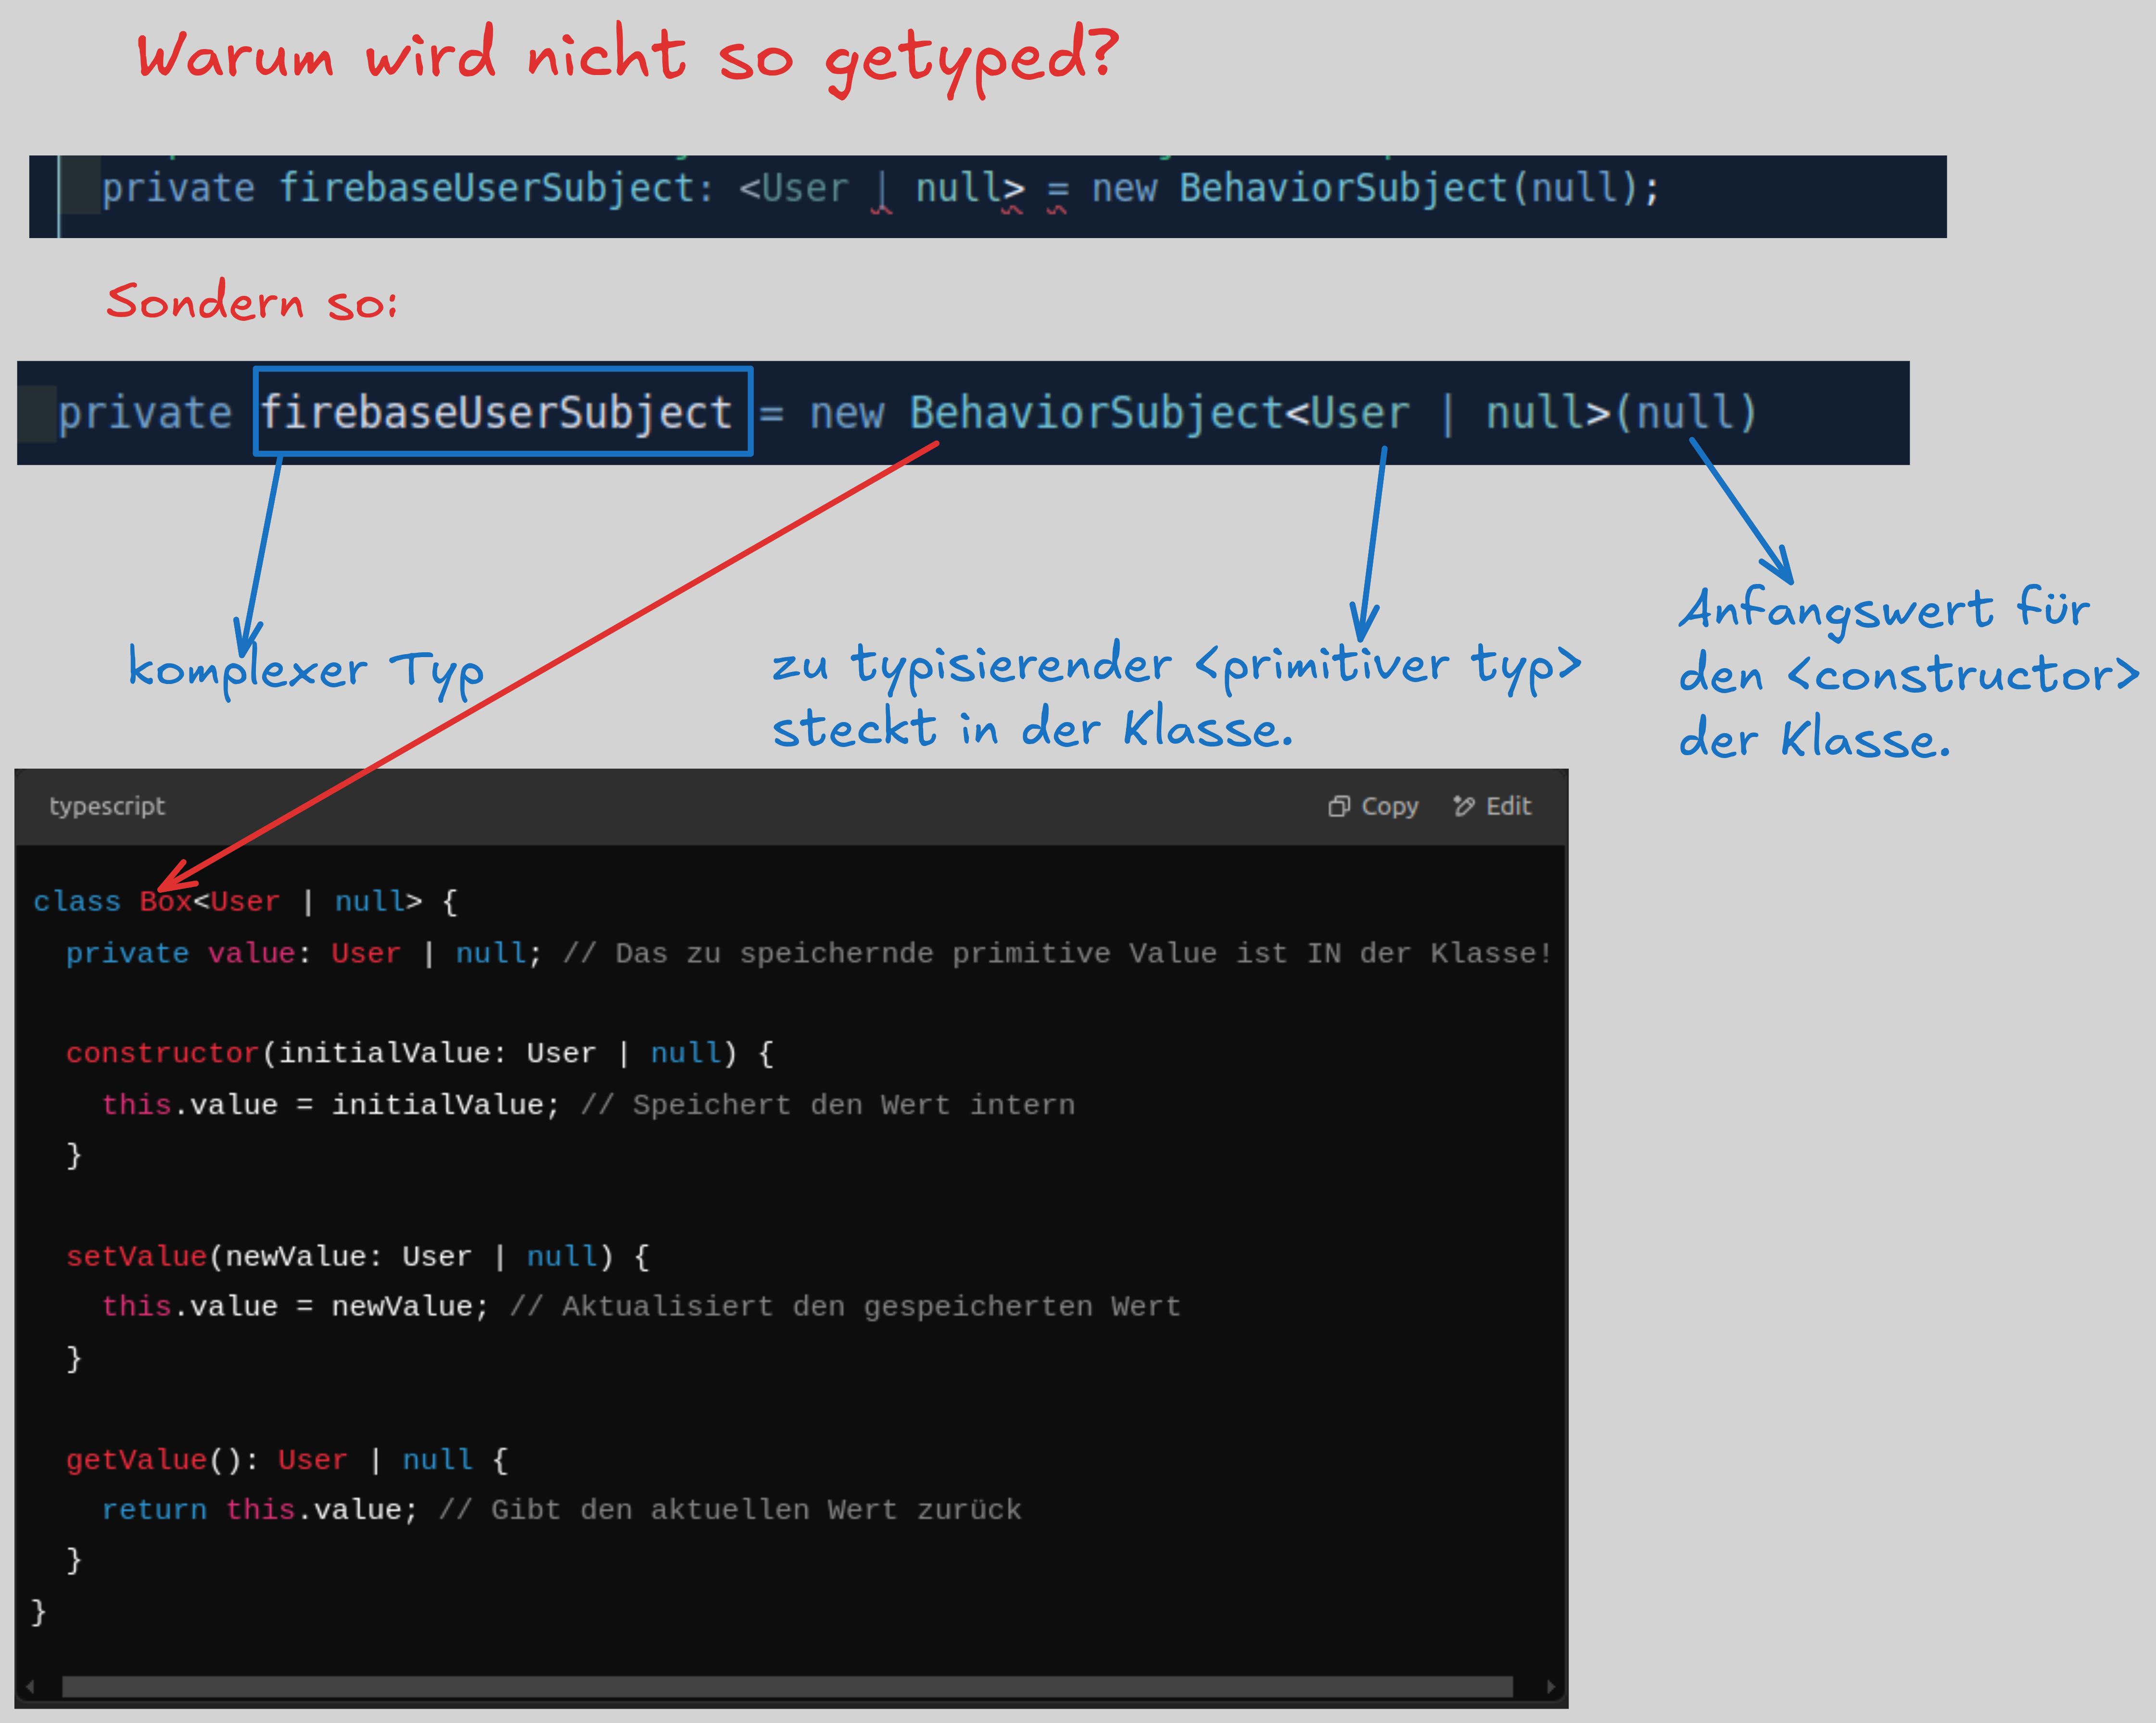 Warum wird nicht so getyped?
private firebaseUserSubject: <User | null> = new BehaviorSubject(null);
Sondern so:
private firebaseUserSubject = new BehaviorSubject<User | null>(null)
komplexer Typ
zu typisierender <primitiver typ>
steckt in der Klasse.
Anfangswert für
den <constructor>
der Klasse.
typescript
Copy
Edit
class Box<User | null> {
private value: User | null; // Das zu speichernde primitive Value ist IN der Klasse!
constructor(initialValue: User | null) {
this.value = initialValue; // Speichert den Wert intern
}
setValue(newValue: User | null) {
this.value = newValue; // Aktualisiert den gespeicherten Wert
}
getValue(): User | null {
return this.value; // Gibt den aktuellen Wert zurück
}
}